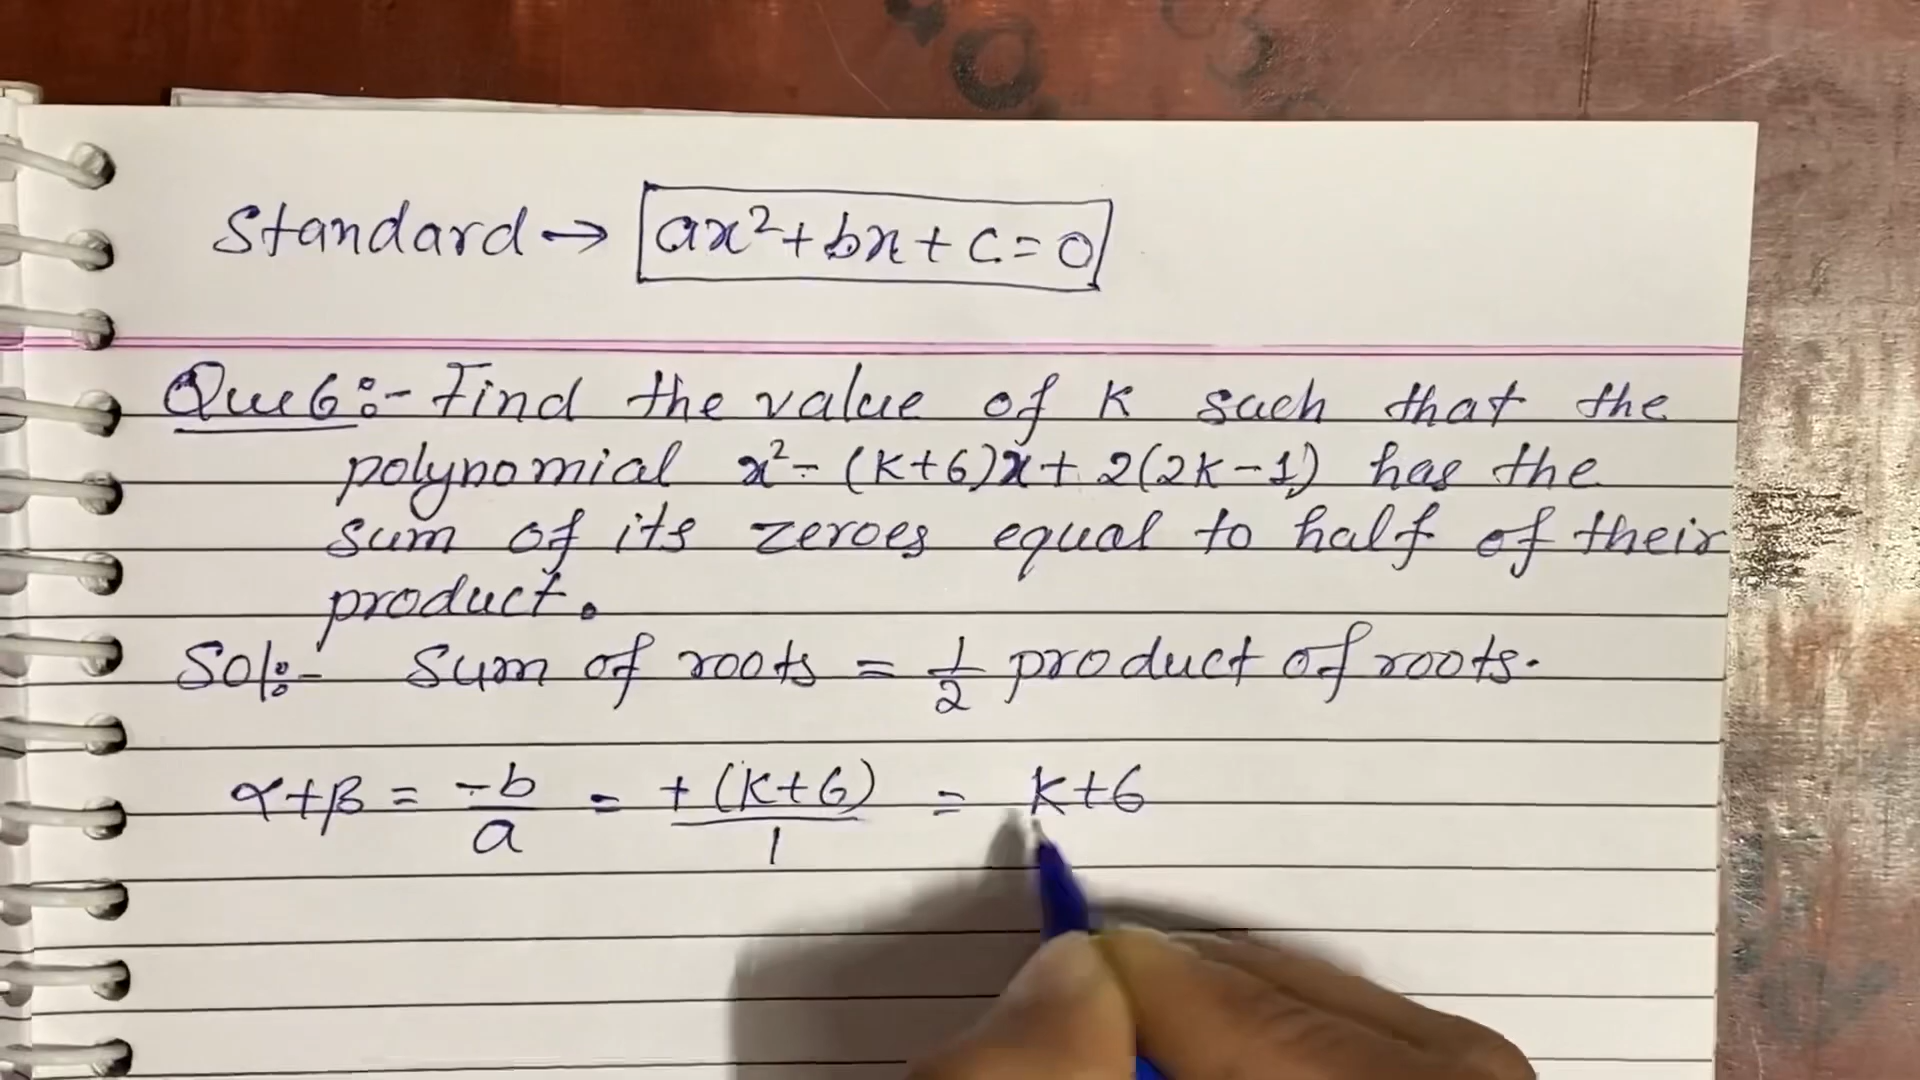 Standard → ax²+bx+c=0
Que6:- Find the value of K such that the
polynomial x²-(K+6)x+2(2K-1) has the
sum of its zeroes equal to half of their
product.
Sol:- Sum of roots = 1/2 product of roots.
α+β = -b/a = +(K+6)/1 = K+6